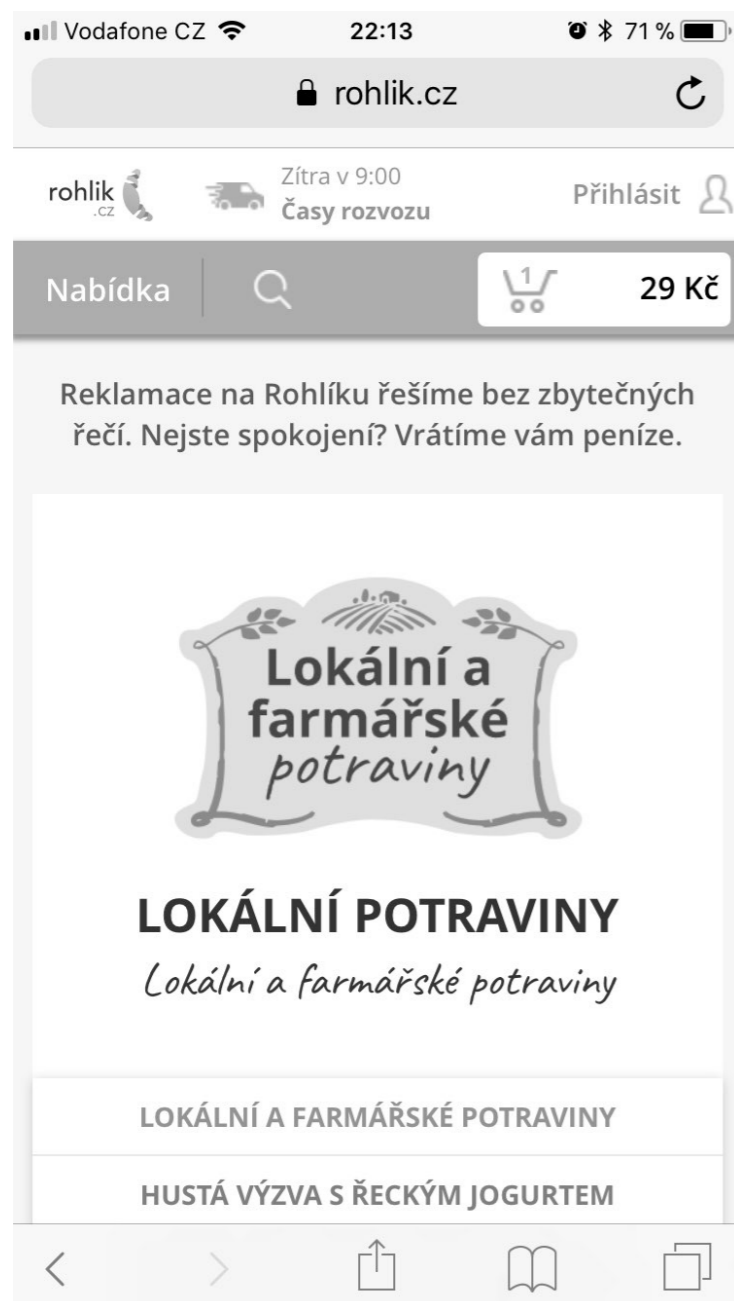 Vodafone CZ 22:13 71 %
rohlik.cz
rohlik
.cz
Zítra v 9:00
Časy rozvozu
Přihlásit
Nabídka
1
29 Kč
Reklamace na Rohlíku řešíme bez zbytečných
řečí. Nejste spokojení? Vrátíme vám peníze.
Lokální a
farmářské
potraviny
LOKÁLNÍ POTRAVINY
Lokální a farmářské potraviny
LOKÁLNÍ A FARMÁŘSKÉ POTRAVINY
HUSTÁ VÝZVA S ŘECKÝM JOGURTEM